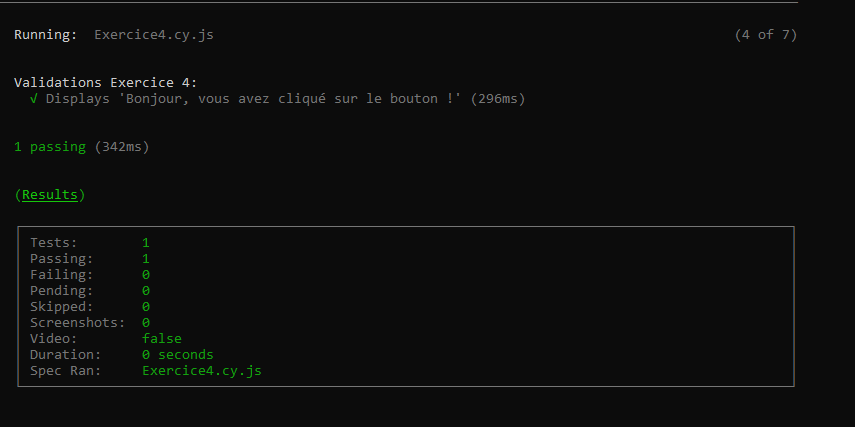 Running: Exercice4.cy.js (4 of 7)
Validations Exercice 4:
√ Displays 'Bonjour, vous avez cliqué sur le bouton !' (296ms)
1 passing (342ms)
(Results)
Tests: 1
Passing: 1
Failing: 0
Pending: 0
Skipped: 0
Screenshots: 0
Video: false
Duration: 0 seconds
Spec Ran: Exercice4.cy.js